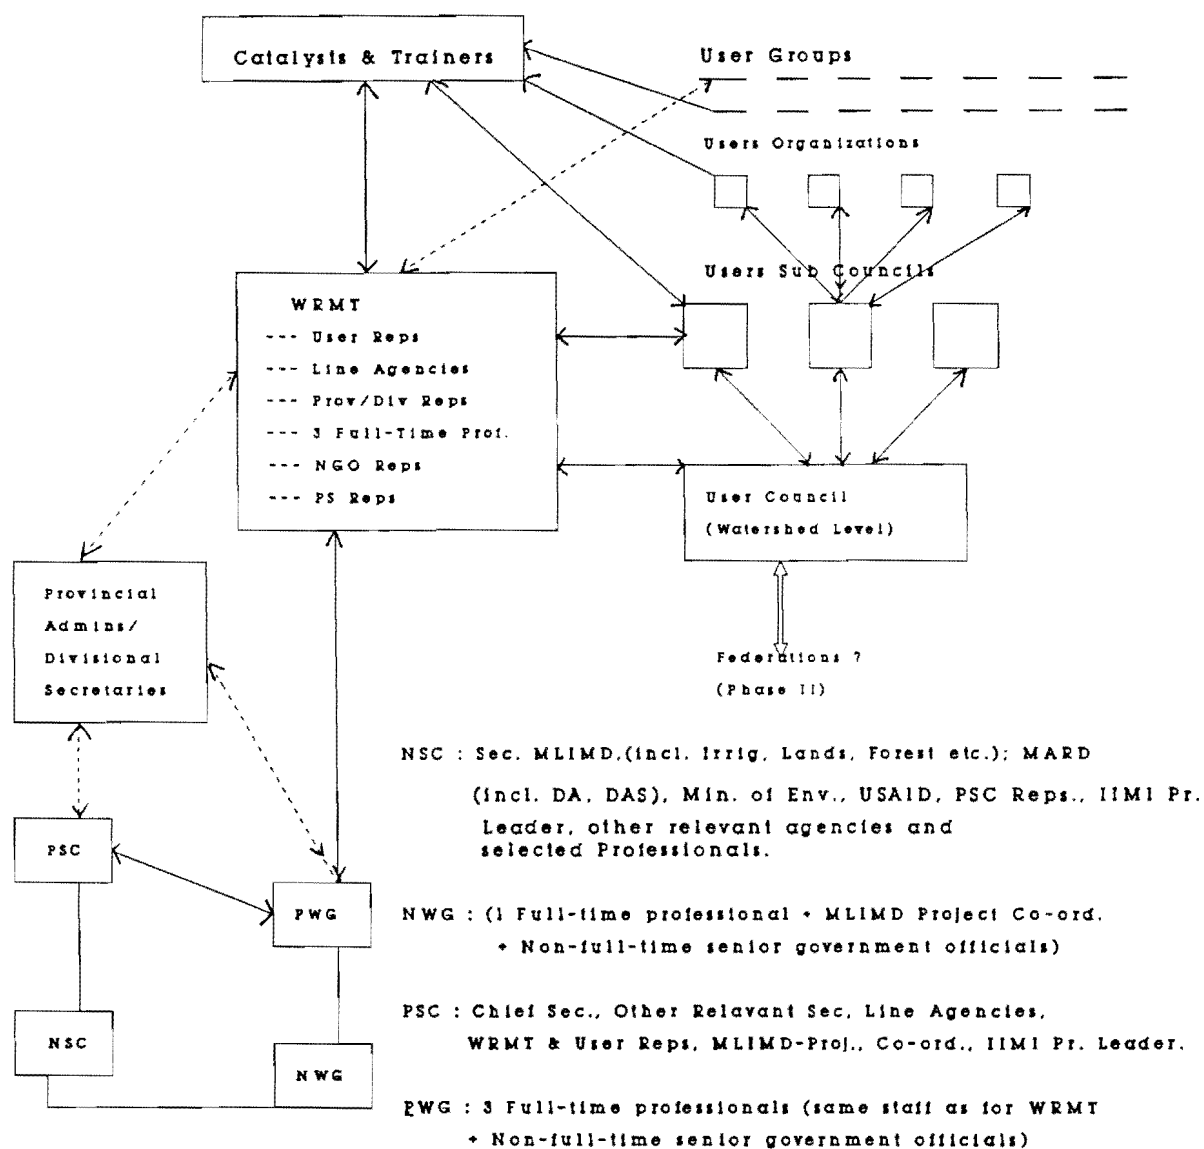 Catalysts & Trainers
User Groups
Users Organizations
Users Sub Councils
WRMT
--- User Reps
--- Line Agencies
--- Prov/Div Reps
--- 3 Full-Time Prof.
--- NGO Reps
--- PS Reps
User Council
(Watershed Level)
Provincial
Admins/
Divisional
Secretaries
Federations ?
(Phase II)
NSC : Sec. MLIMD,(incl. Irrig, Lands, Forest etc.); MARD
(incl. DA, DAS), Min. of Env., USAID, PSC Reps., IIMI Pr.
Leader, other relevant agencies and
selected Professionals.
PSC
PWG
NWG : (1 Full-time professional + MLIMD Project Co-ord.
+ Non-full-time senior government officials)
PSC : Chief Sec., Other Relavant Sec, Line Agencies,
WRMT & User Reps, MLIMD-Proj., Co-ord., IIMI Pr. Leader.
NSC
NWG
PWG : 3 Full-time professionals (same staff as for WRMT
+ Non-full-time senior government officials)